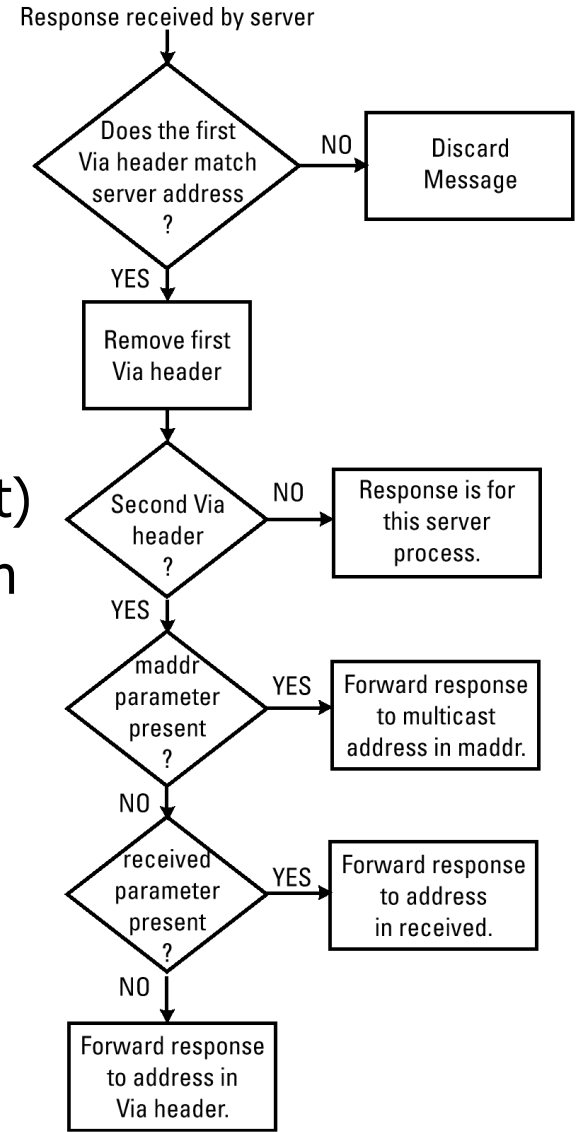 Response received by server
Does the first
Via header match
server address
?
NO
Discard
Message
YES
Remove first
Via header
t)
n
Second Via
header
?
NO
Response is for
this server
process.
YES
maddr
parameter
present
?
YES
Forward response
to multicast
address in maddr.
NO
received
parameter
present
?
YES
Forward response
to address
in received.
NO
Forward response
to address in
Via header.